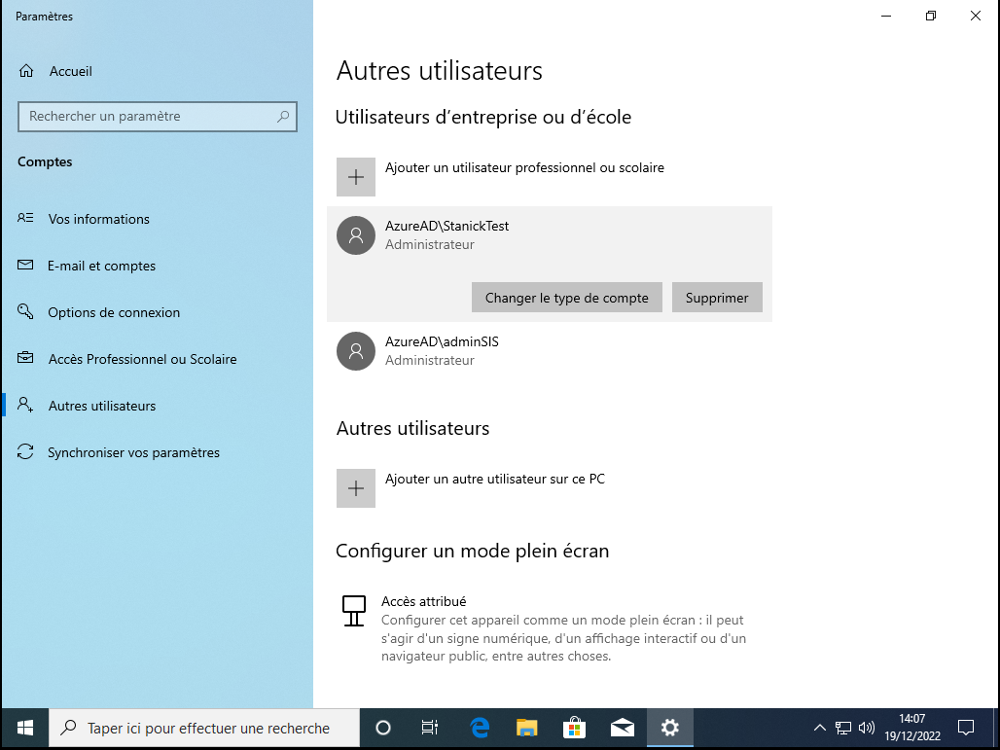 Paramètres
Accueil
Rechercher un paramètre
Comptes
Vos informations
E-mail et comptes
Options de connexion
Accès Professionnel ou Scolaire
Autres utilisateurs
Synchroniser vos paramètres
Autres utilisateurs
Utilisateurs d’entreprise ou d’école
Ajouter un utilisateur professionnel ou scolaire
AzureAD\StanickTest
Administrateur
Changer le type de compte
Supprimer
AzureAD\adminSIS
Administrateur
Autres utilisateurs
Ajouter un autre utilisateur sur ce PC
Configurer un mode plein écran
Accès attribué
Configurer cet appareil comme un mode plein écran : il peut
s'agir d'un signe numérique, d'un affichage interactif ou d'un
navigateur public, entre autres choses.
Taper ici pour effectuer une recherche
14:07
19/12/2022